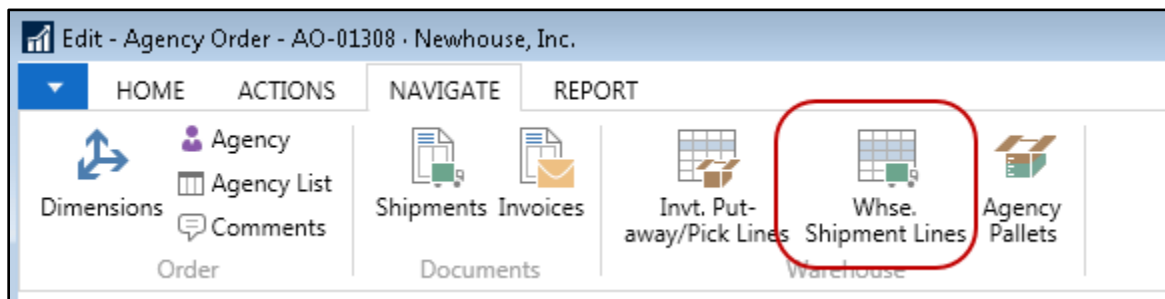 Edit - Agency Order - AO-01308 · Newhouse, Inc.
HOME ACTIONS NAVIGATE REPORT
Dimensions
Agency
Agency List
Comments
Order
Shipments Invoices
Documents
Invt. Put-
away/Pick Lines
Whse.
Shipment Lines
Agency
Pallets
Warehouse